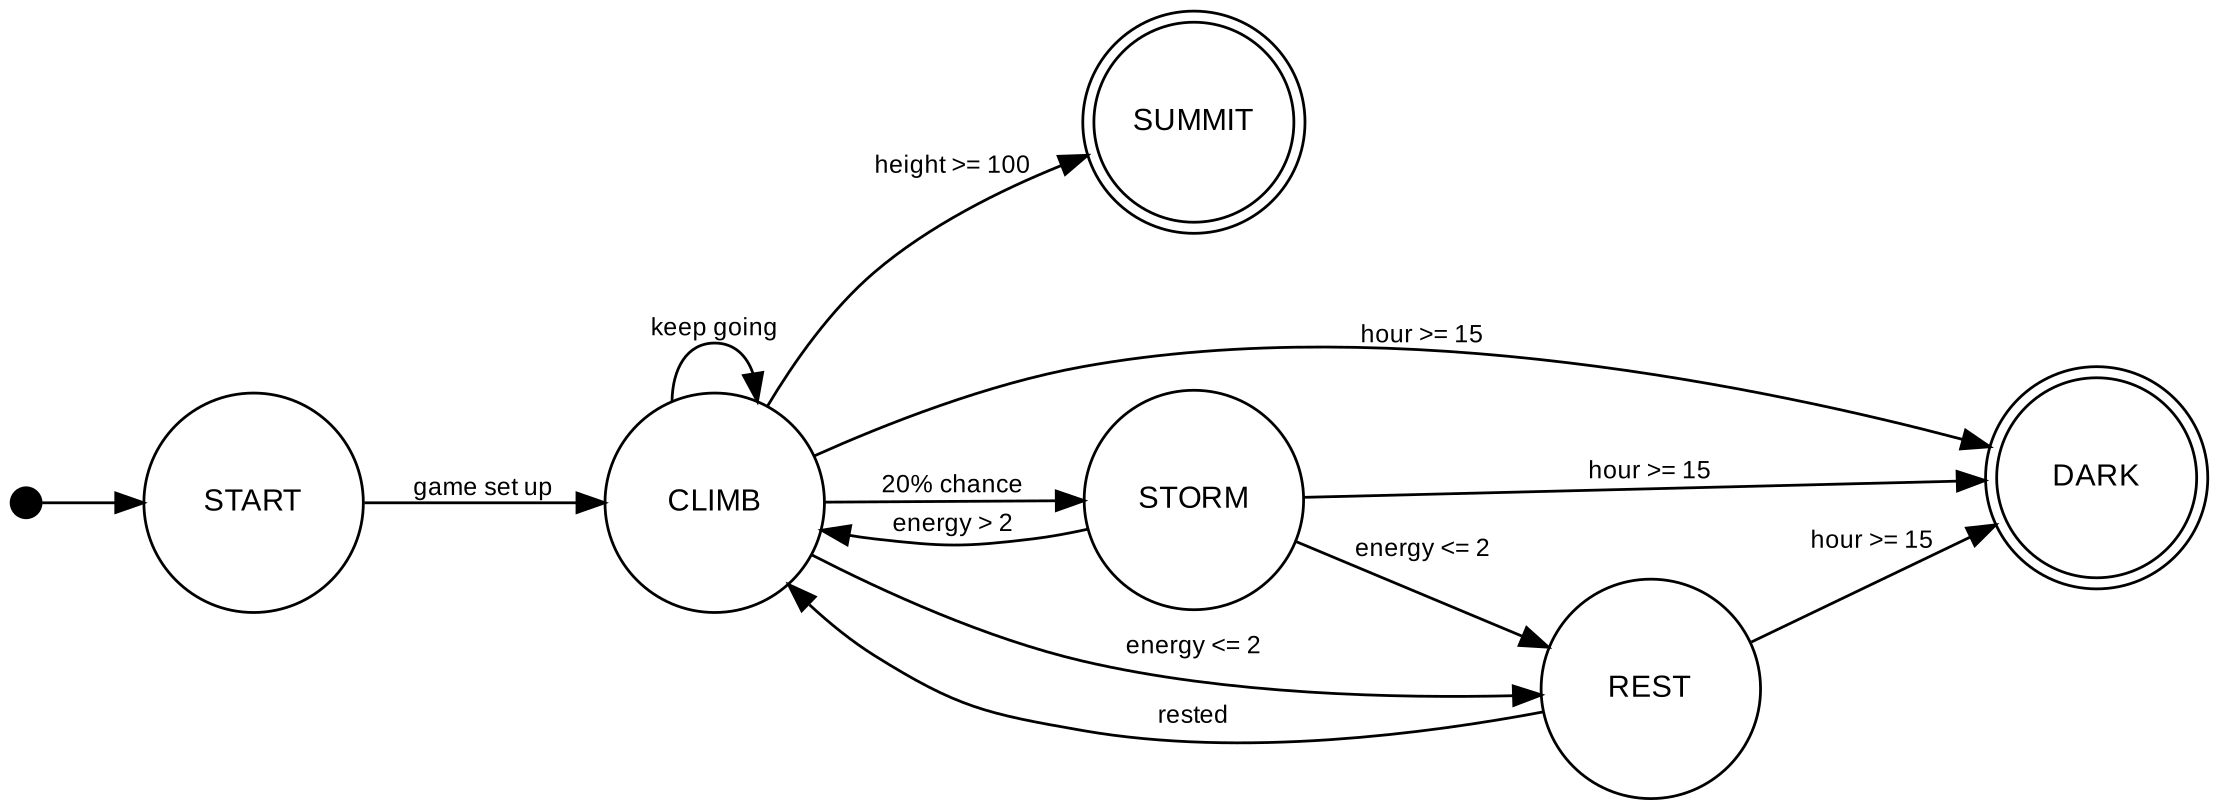 SUMMIT
height >= 100
keep going
hour >= 15
START
game set up
CLIMB
20% chance
energy > 2
STORM
hour >= 15
DARK
energy <= 2
hour >= 15
energy <= 2
REST
rested